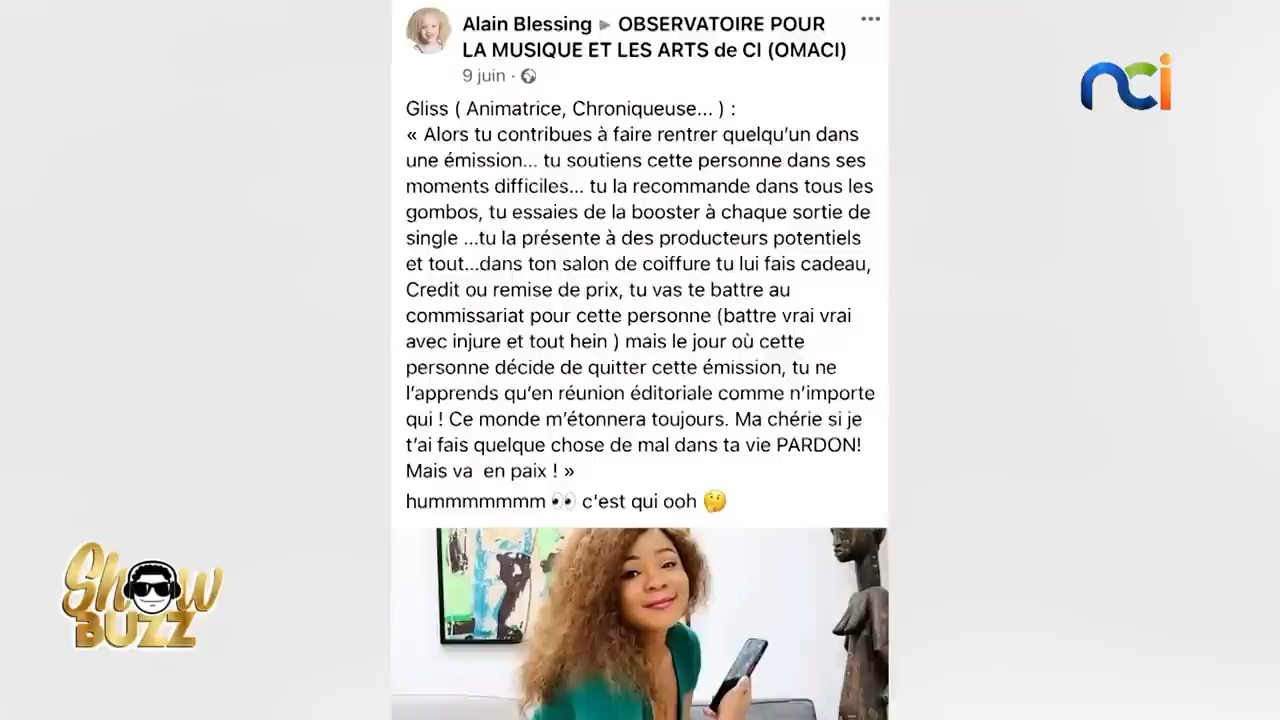 Alain Blessing ▶ OBSERVATOIRE POUR
LA MUSIQUE ET LES ARTS de CI (OMACI)
9 juin ·
Gliss ( Animatrice, Chroniqueuse... ) :
« Alors tu contribues à faire rentrer quelqu’un dans
une émission... tu soutiens cette personne dans ses
moments difficiles... tu la recommande dans tous les
gombos, tu essaies de la booster à chaque sortie de
single ...tu la présente à des producteurs potentiels
et tout...dans ton salon de coiffure tu lui fais cadeau,
Credit ou remise de prix, tu vas te battre au
commissariat pour cette personne (battre vrai vrai
avec injure et tout hein ) mais le jour où cette
personne décide de quitter cette émission, tu ne
l’apprends qu’en réunion éditoriale comme n’importe
qui ! Ce monde m’étonnera toujours. Ma chérie si je
t’ai fais quelque chose de mal dans ta vie PARDON!
Mais va en paix ! »
hummmmmmm 👀 c'est qui ooh 🤔
nci
Show
BUZZ